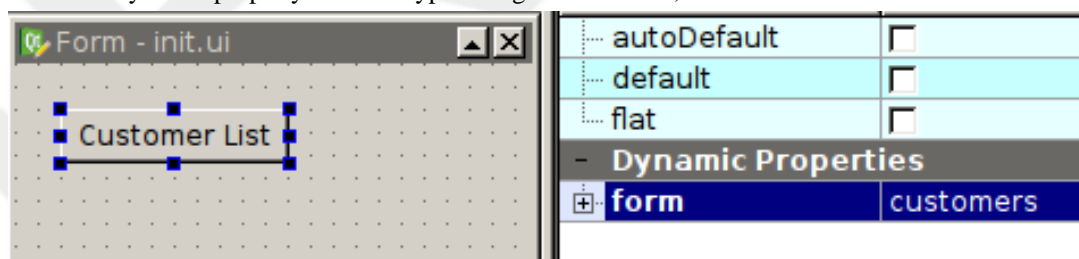 Form - init.ui
Customer List
autoDefault
default
flat
- Dynamic Properties
form customers